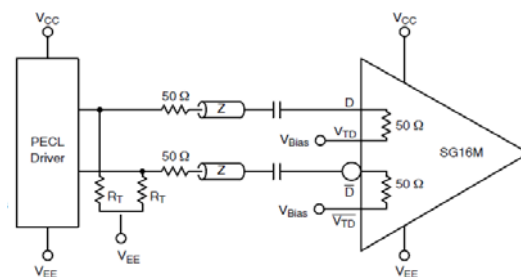 VCC
VCC
PECL
Driver
50 Ω
Z
D
50 Ω
VBias
VTD
SG16M
50 Ω
Z
D
50 Ω
RT
RT
VBias
VTD
VEE
VEE
VEE